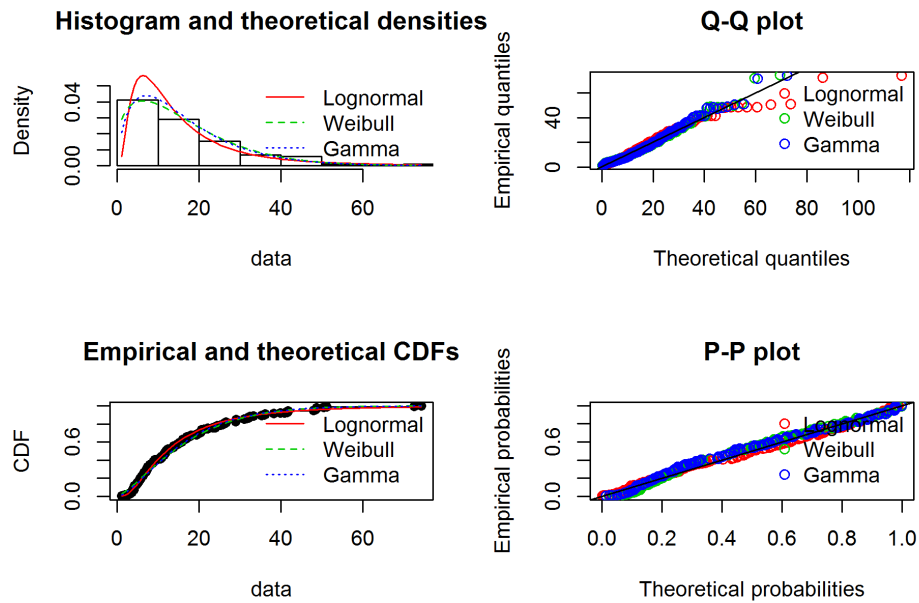 Histogram and theoretical densities
Density
0.00
0.04
Lognormal
Weibull
Gamma
0
20
40
60
data
Q-Q plot
Empirical quantiles
0
40
Lognormal
Weibull
Gamma
0
20
40
60
80
100
Theoretical quantiles
Empirical and theoretical CDFs
CDF
0.0
0.6
Lognormal
Weibull
Gamma
0
20
40
60
data
P-P plot
Empirical probabilities
0.0
0.6
Lognormal
Weibull
Gamma
0.0
0.2
0.4
0.6
0.8
1.0
Theoretical probabilities